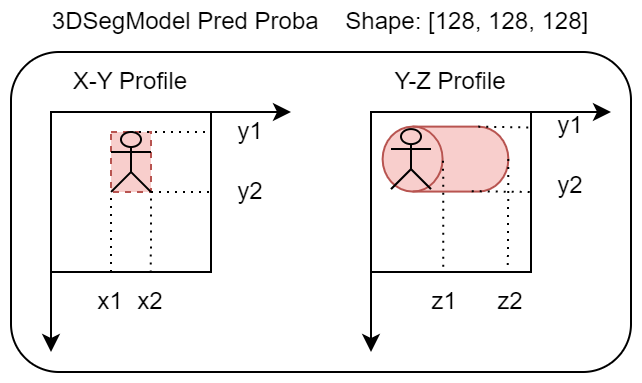 3DSegModel Pred Proba Shape: [128, 128, 128]
X-Y Profile
Y-Z Profile
y1
y2
x1 x2
y1
y2
z1 z2